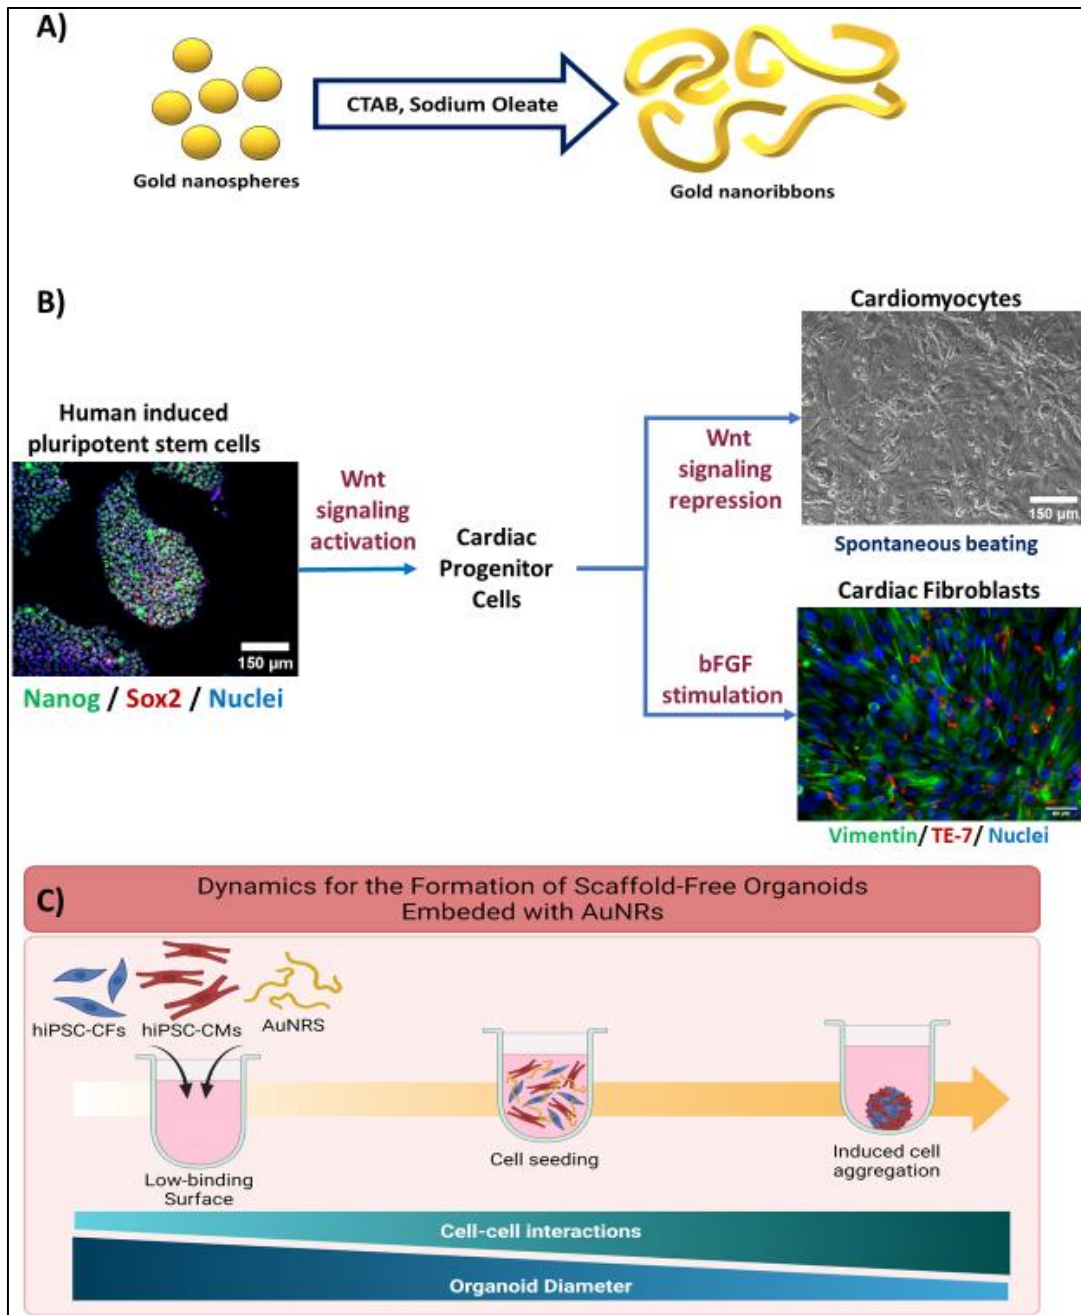 A)
CTAB, Sodium Oleate
Gold nanospheres
Gold nanoribbons
B)
Human induced
pluripotent stem cells
150 μm
Nanog / Sox2 / Nuclei
Wnt
signaling
activation
Cardiac
Progenitor
Cells
Wnt
signaling
repression
Cardiomyocytes
150 μm
Spontaneous beating
bFGF
stimulation
Cardiac Fibroblasts
Vimentin/ TE-7/ Nuclei
C)
Dynamics for the Formation of Scaffold-Free Organoids
Embeded with AuNRs
hiPSC-CFs
hiPSC-CMs
AuNRS
Low-binding
Surface
Cell seeding
Induced cell
aggregation
Cell-cell interactions
Organoid Diameter